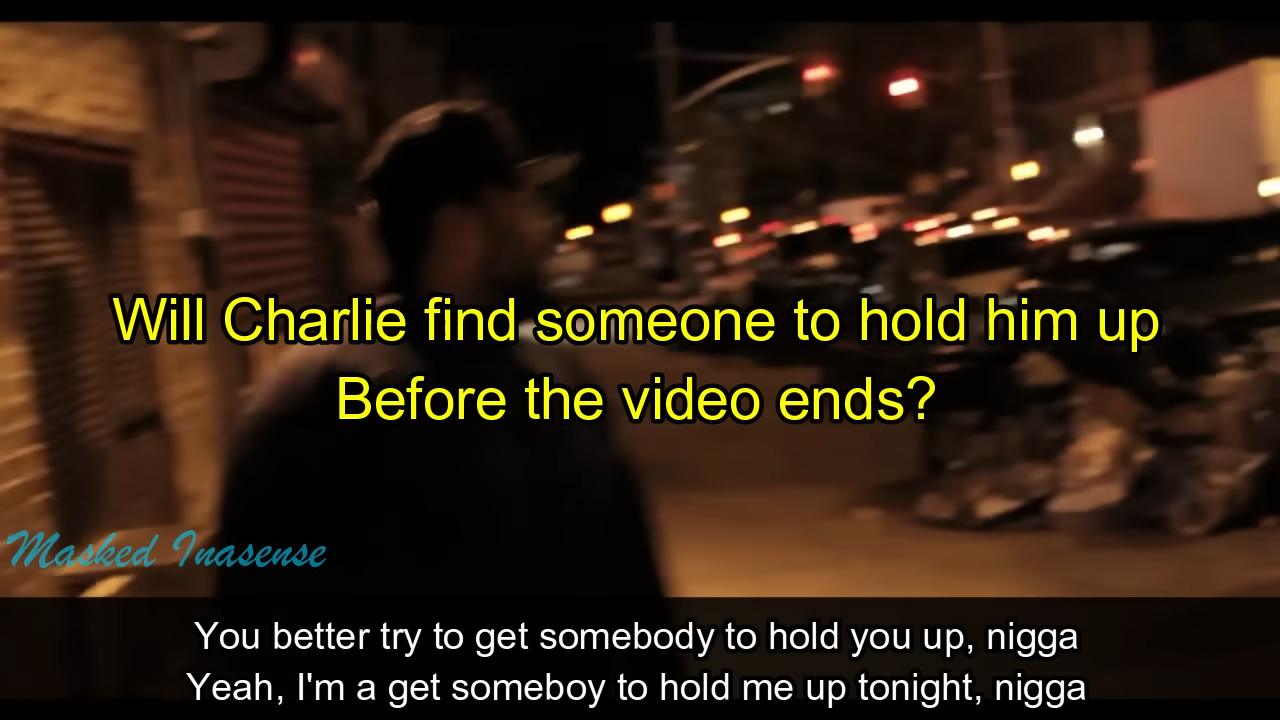 Will Charlie find someone to hold him up
Before the video ends?
Masked Inasense
You better try to get somebody to hold you up, nigga
Yeah, I'm a get someboy to hold me up tonight, nigga